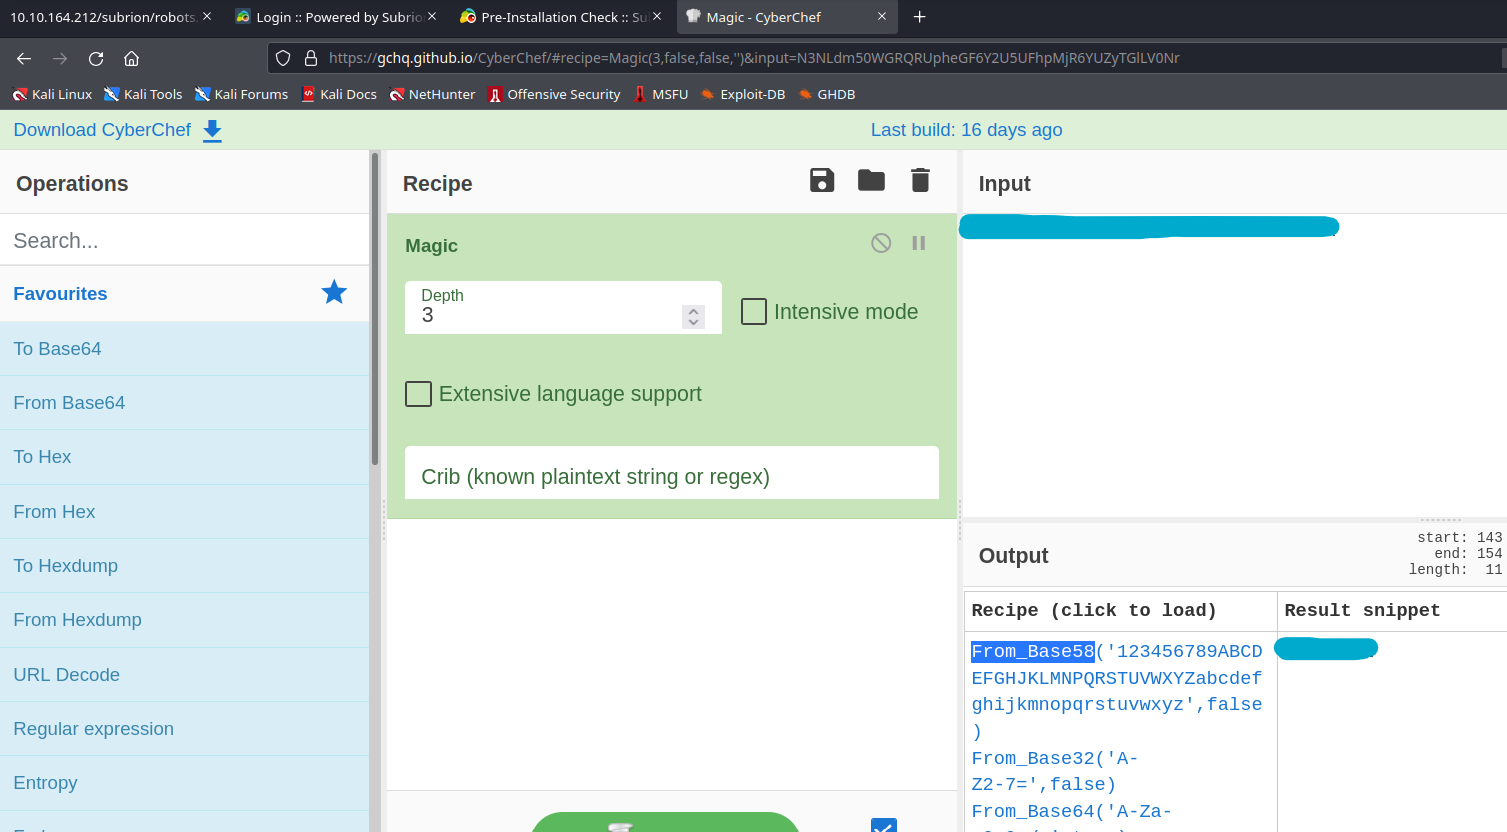 10.10.164.212/subrion/robots.
Login :: Powered by Subrio
Pre-Installation Check :: Su
Magic - CyberChef
https://gchq.github.io/CyberChef/#recipe=Magic(3,false,false,'')&input=N3NLdm50WGRQRUpheGF6Y2U5UFhpMjR6YUZyTGlLV0Nr
Kali Linux
Kali Tools
Kali Forums
Kali Docs
NetHunter
Offensive Security
MSFU
Exploit-DB
GHDB
Download CyberChef
Last build: 16 days ago
Operations
Search...
Favourites
To Base64
From Base64
To Hex
From Hex
To Hexdump
From Hexdump
URL Decode
Regular expression
Entropy
Recipe
Magic
Depth
3
Intensive mode
Extensive language support
Crib (known plaintext string or regex)
Input
Output
start: 143
end: 154
length: 11
Recipe (click to load)
Result snippet
From_Base58('123456789ABCD
EFGHJKLMNPQRSTUVWXYZabcdef
ghijkmnopqrstuvwxyz',false
)
From_Base32('A-
Z2-7=',false)
From_Base64('A-Za-